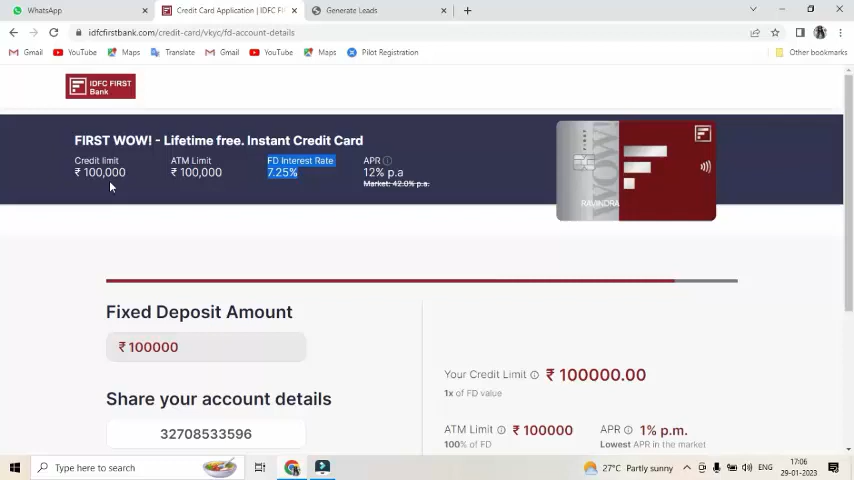 WhatsApp
Credit Card Application | IDFC FI
Generate Leads
idfcfirstbank.com/credit-card/vkyc/fd-account-details
Gmail YouTube Maps Translate Gmail YouTube Maps Pilot Registration Other bookmarks
IDFC FIRST
Bank
FIRST WOW! - Lifetime free. Instant Credit Card
Credit limit ATM Limit FD Interest Rate APR
₹ 100,000 ₹ 100,000 7.25% 12% p.a
Market: 42.0% p.a.
FIRST
WOW
RAVINDRA
Fixed Deposit Amount
₹ 100000
Your Credit Limit ₹ 100000.00
1x of FD value
Share your account details
32708533596
ATM Limit ₹ 100000 APR 1% p.m.
100% of FD Lowest APR in the market
Type here to search
27°C Partly sunny ENG
17:06
29-01-2023